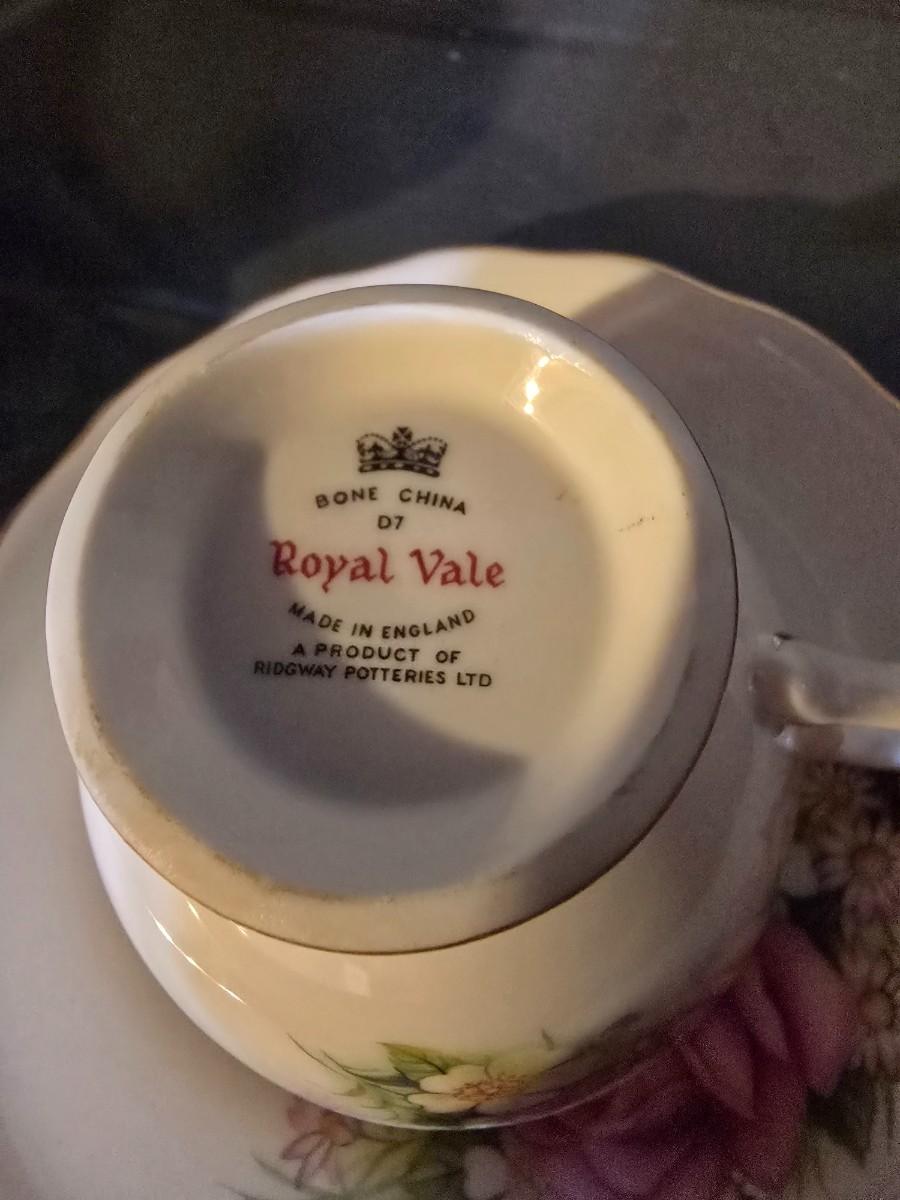 BONE CHINA
D7
Royal Vale
MADE IN ENGLAND
A PRODUCT OF
RIDGWAY POTTERIES LTD